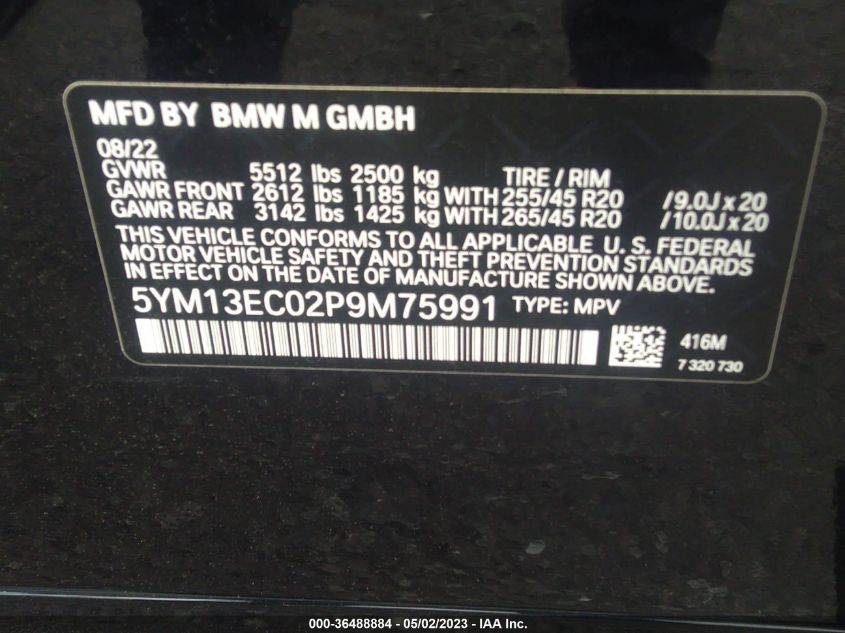 MFD BY BMW M GMBH
08/22
GVWR 5512 lbs 2500 kg TIRE / RIM
GAWR FRONT 2612 lbs 1185 kg WITH 255/45 R20 / 9.0J x 20
GAWR REAR 3142 lbs 1425 kg WITH 265/45 R20 / 10.0J x 20
THIS VEHICLE CONFORMS TO ALL APPLICABLE U. S. FEDERAL
MOTOR VEHICLE SAFETY AND THEFT PREVENTION STANDARDS
IN EFFECT ON THE DATE OF MANUFACTURE SHOWN ABOVE.
5YM13EC02P9M75991 TYPE: MPV
416M
7 320 730
000-36488884 - 05/02/2023 - IAA Inc.